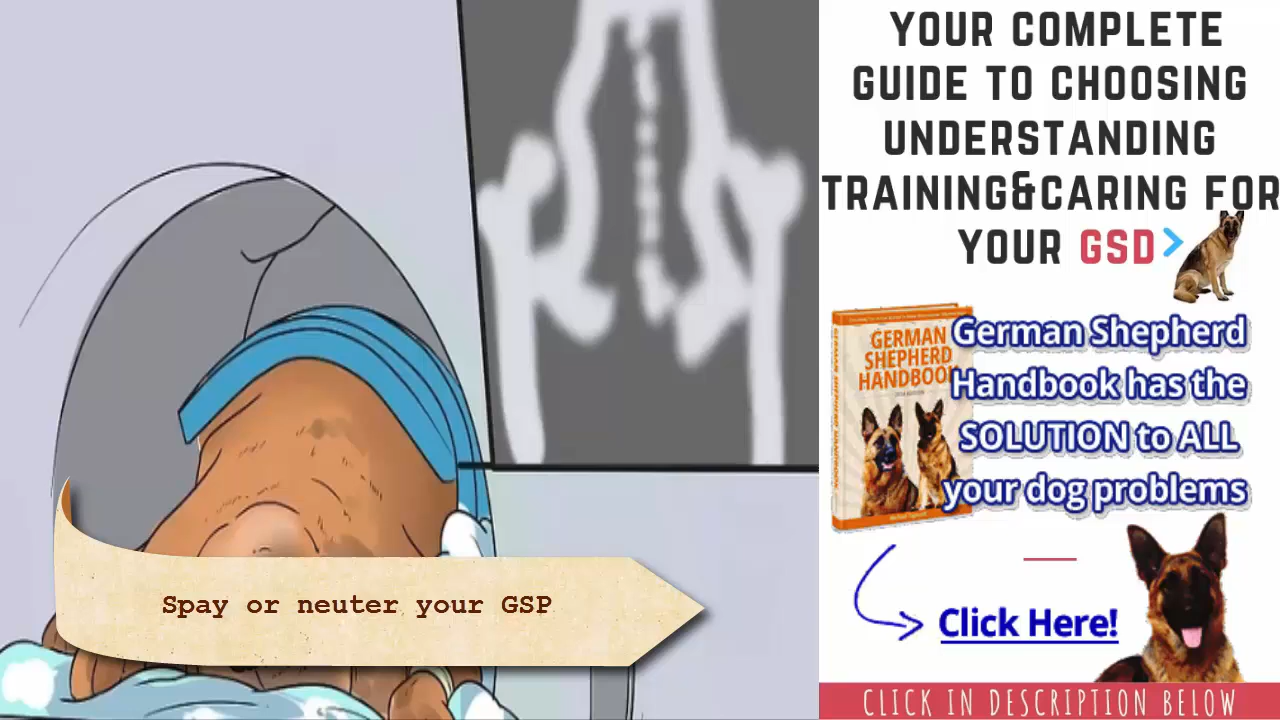 Spay or neuter your GSP
YOUR COMPLETE
GUIDE TO CHOOSING
UNDERSTANDING
TRAINING&CARING FOR
YOUR GSD>
GERMAN
SHEPHERD
HANDBOOK
German Shepherd
Handbook has the
SOLUTION to ALL
your dog problems
Click Here!
CLICK IN DESCRIPTION BELOW